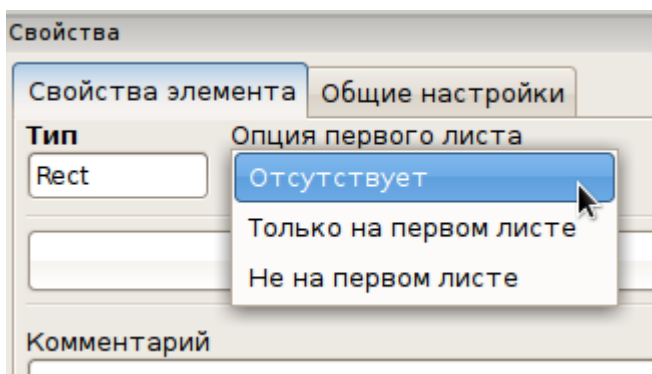 Свойства
Свойства элемента Общие настройки
Тип Опция первого листа
Rect Отсутствует
Только на первом листе
Не на первом листе
Комментарий